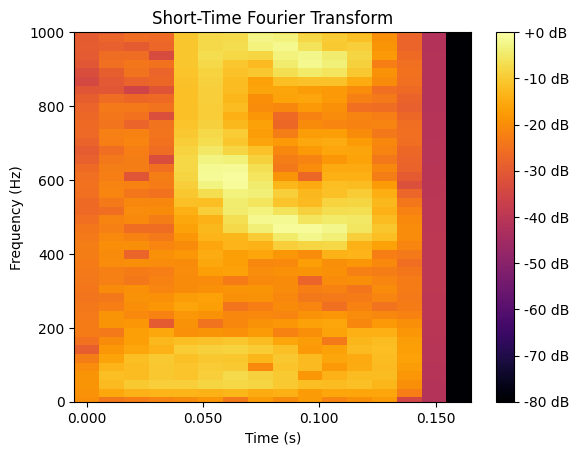 Short-Time Fourier Transform
Frequency (Hz)
1000
800
600
400
200
0
0.000
0.050
0.100
0.150
Time (s)
+0 dB
-10 dB
-20 dB
-30 dB
-40 dB
-50 dB
-60 dB
-70 dB
-80 dB